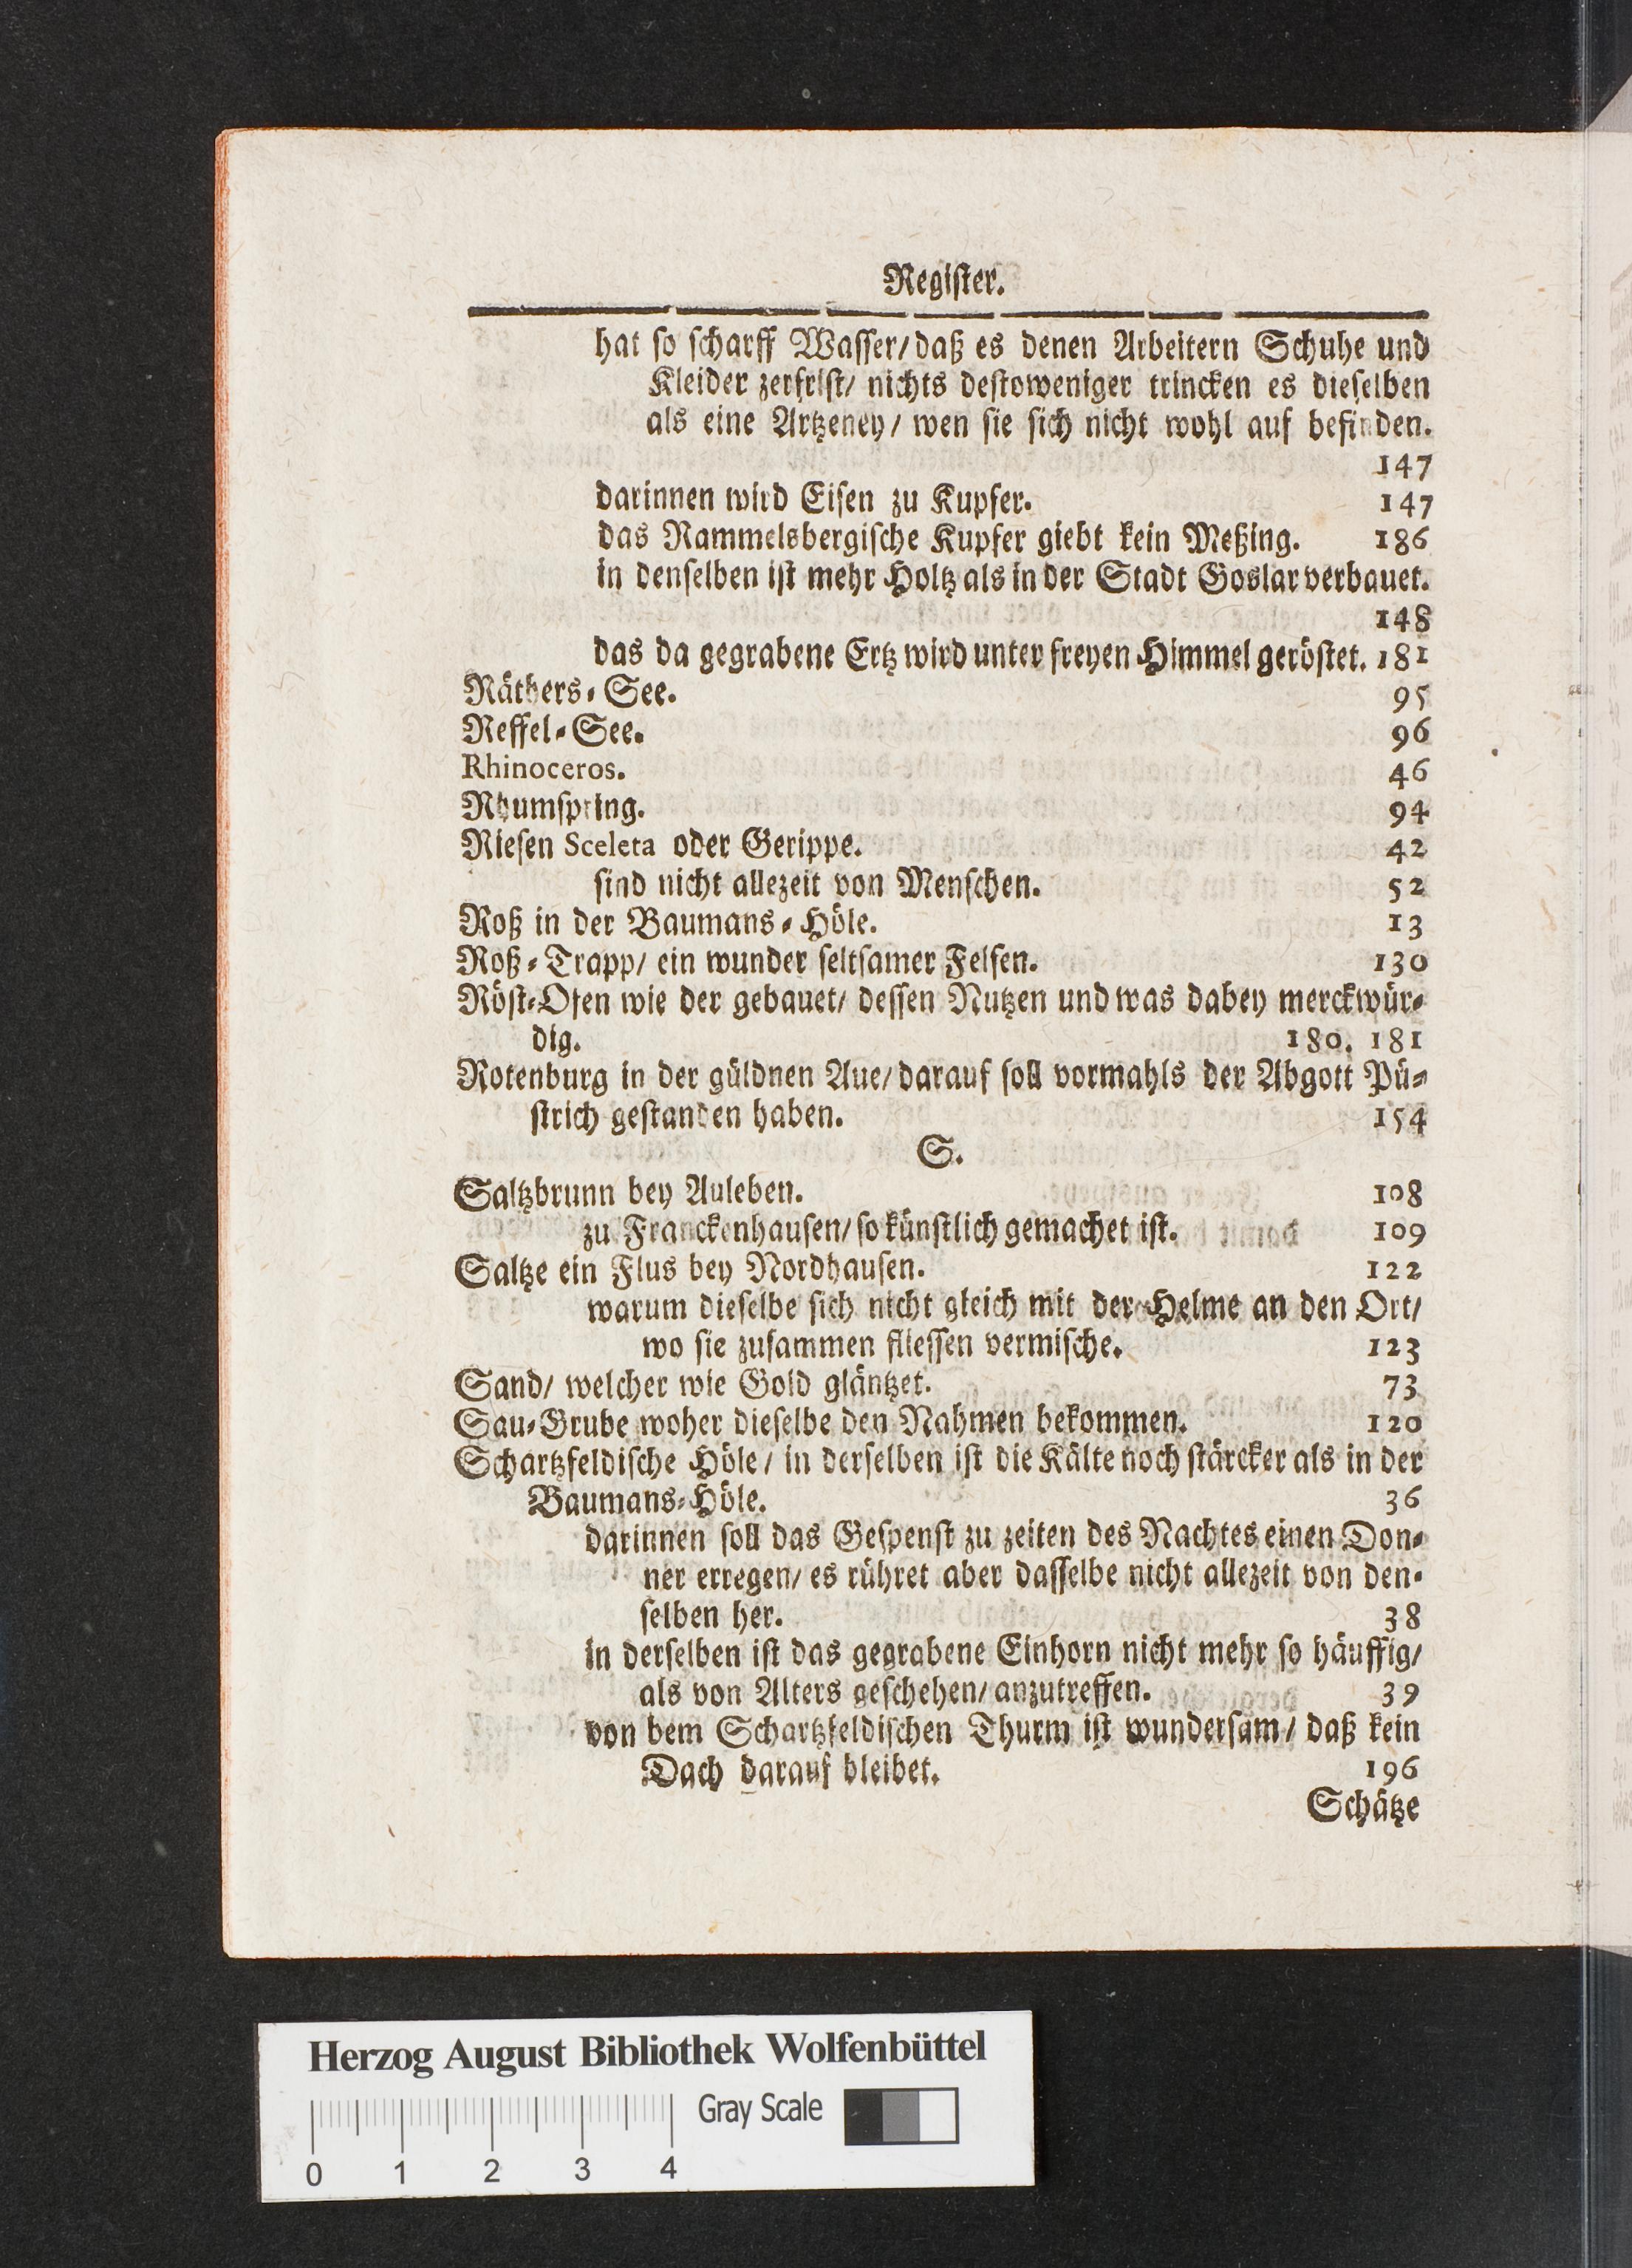 Register.
hat so scharff Wasser/ daß es denen Arbeitern Schuhe und
Kleider zerfrist/ nichts destoweniger trincken es dieselben
als eine Artzeney/ wen sie sich nicht wohl auf befinden.
147
darinnen wird Eisen zu Kupfer. 147
das Rammelsbergische Kupfer giebt kein Meßing. 186
in denselben ist mehr Holtz als in der Stadt Goslar verbauet.
148
das da gegrabene Ertz wird unter freyen Himmel geröstet. 181
Räthers-See. 95
Reffel-See. 96
Rhinoceros. 46
Rhumspring. 94
Riesen Sceleta oder Gerippe. 42
sind nicht allezeit von Menschen. 52
Roß in der Baumans-Höle. 13
Roß-Trapp/ ein wunder seltsamer Felsen. 130
Röst-Ofen wie der gebauet/ dessen Nutzen und was dabey merckwür-
dig. 180. 181
Rotenburg in der güldnen Aue/ darauf soll vormahls der Abgott Pü-
strich gestanden haben. 154
S.
Saltzbrunn bey Auleben. 108
zu Franckenhausen/ so künstlich gemachet ist. 109
Saltze ein Flus bey Nordhausen. 122
warum dieselbe sich nicht gleich mit der Helme an den Ort/
wo sie zusammen fliessen vermische. 123
Sand/ welcher wie Gold gläntzet. 73
Sau-Grube woher dieselbe den Nahmen bekommen. 120
Schartzfeldische Höle/ in derselben ist die Kälte noch stärcker als in der
Baumans-Höle. 36
darinnen soll das Gespenst zu zeiten des Nachtes einen Don-
ner erregen/ es rühret aber dasselbe nicht allezeit von den-
selben her. 38
in derselben ist das gegrabene Einhorn nicht mehr so häuffig/
als von Alters geschehen/ anzutreffen. 39
von dem Schartzfeldischen Thurm ist wundersam/ daß kein
Dach darauf bleibet. 196
Schätze
Herzog August Bibliothek Wolfenbüttel
Gray Scale
0 1 2 3 4